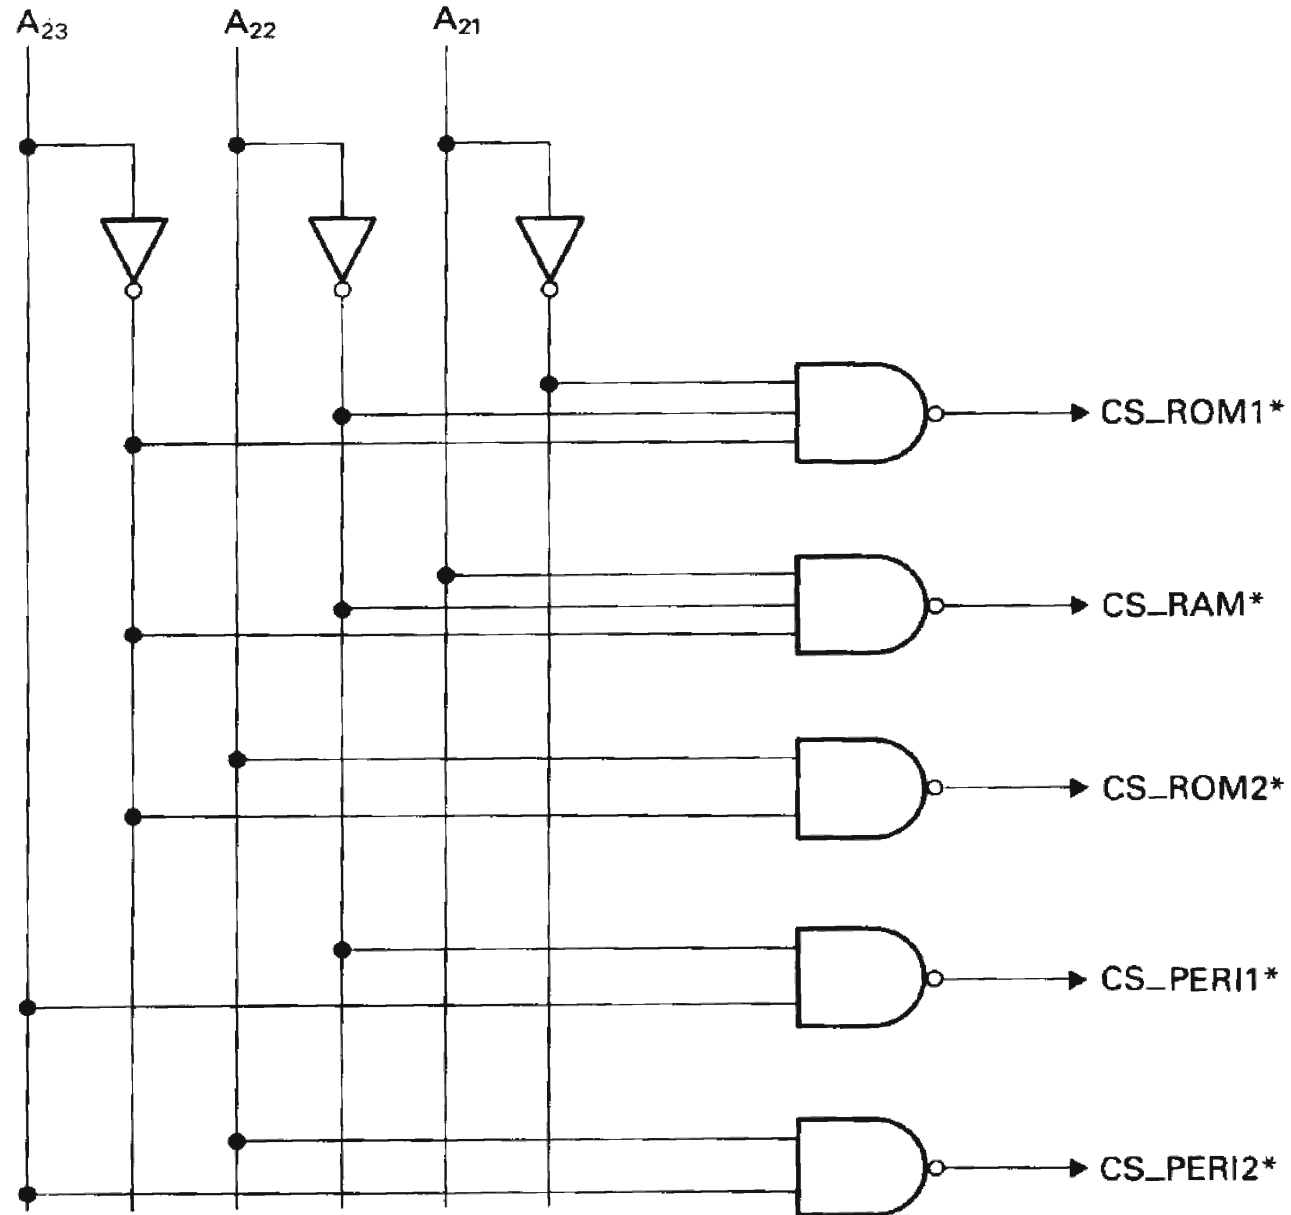 A₂₃ A₂₂ A₂₁
CS_ROM1*
CS_RAM*
CS_ROM2*
CS_PERI1*
CS_PERI2*